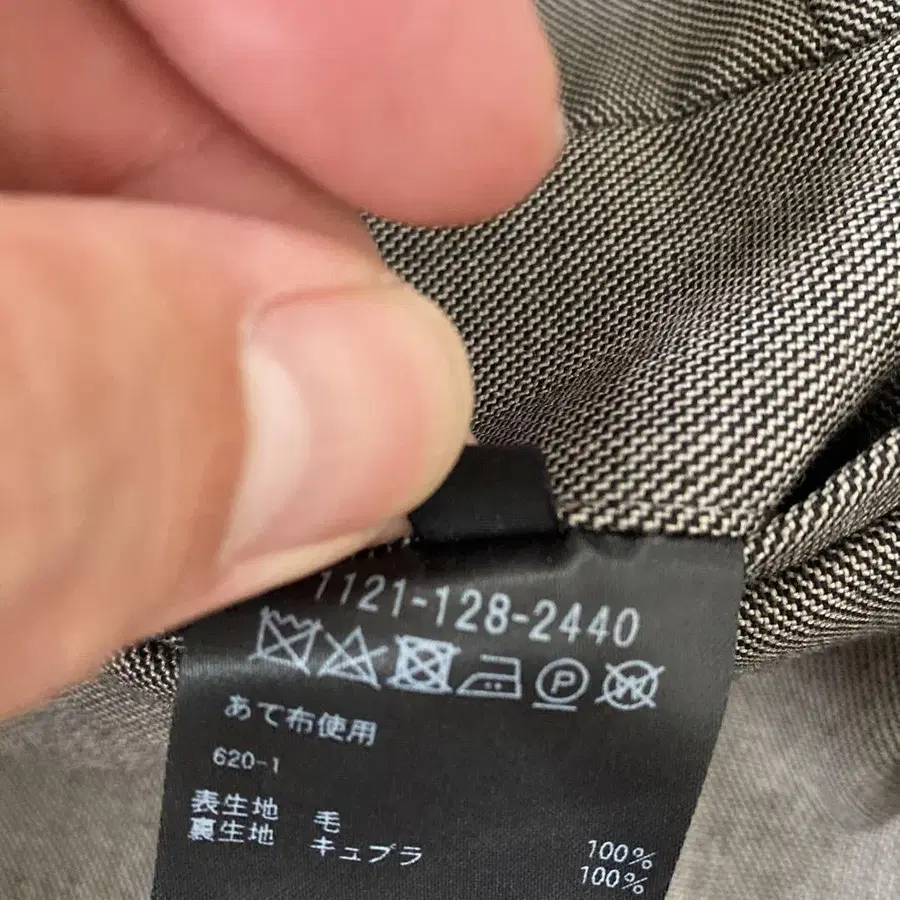 1121-128-2440
P W
あて布使用
620-1
表生地 毛 100%
裏生地 キュプラ 100%